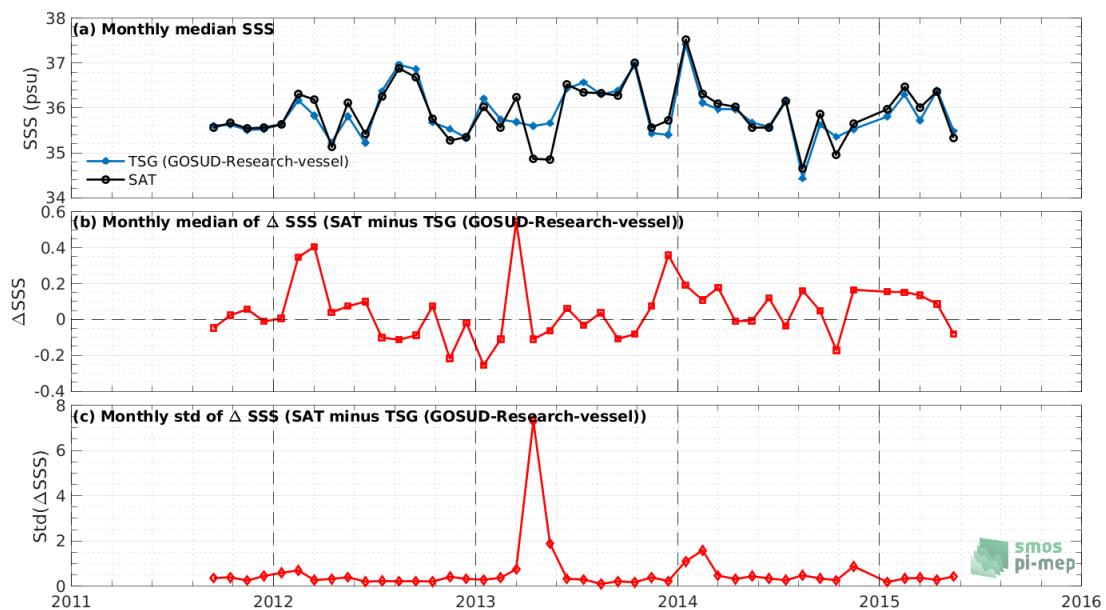 (a) Monthly median SSS
38
37
36
35
34
SSS (psu)
TSG (GOSUD-Research-vessel)
SAT
(b) Monthly median of Δ SSS (SAT minus TSG (GOSUD-Research-vessel))
0.6
0.4
0.2
0
-0.2
-0.4
ΔSSS
(c) Monthly std of Δ SSS (SAT minus TSG (GOSUD-Research-vessel))
8
6
4
2
0
Std(ΔSSS)
2011
2012
2013
2014
2015
2016
smos
pi-mep